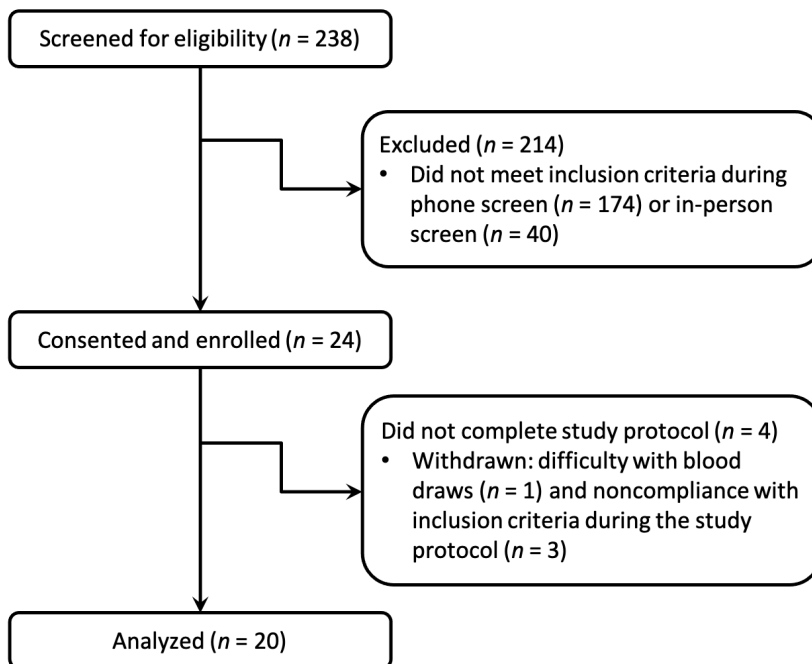 Screened for eligibility (n = 238)
Excluded (n = 214)
• Did not meet inclusion criteria during
phone screen (n = 174) or in-person
screen (n = 40)
Consented and enrolled (n = 24)
Did not complete study protocol (n = 4)
• Withdrawn: difficulty with blood
draws (n = 1) and noncompliance with
inclusion criteria during the study
protocol (n = 3)
Analyzed (n = 20)